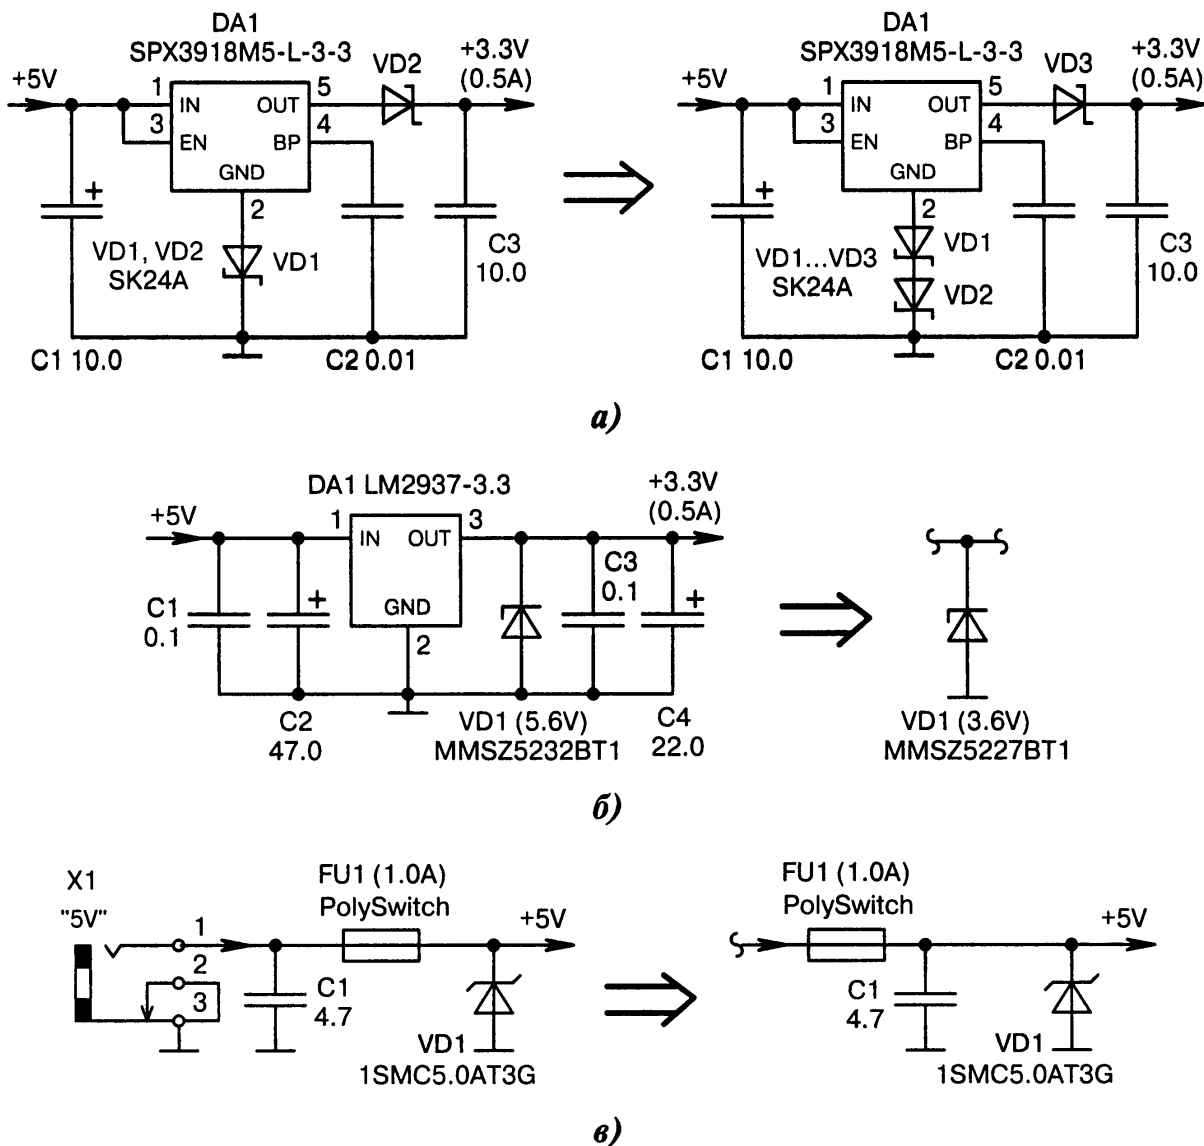 DA1
SPX3918M5-L-3-3
+5V
1
IN
3
EN
OUT
5
BP
4
GND
2
VD2
+3.3V
(0.5A)
+
VD1, VD2
SK24A
VD1
C3
10.0
C1 10.0
C2 0.01
DA1
SPX3918M5-L-3-3
+5V
1
IN
3
EN
OUT
5
BP
4
GND
2
VD3
+3.3V
(0.5A)
+
VD1...VD3
SK24A
VD1
VD2
C3
10.0
C1 10.0
C2 0.01
а)
DA1 LM2937-3.3
+5V
1
IN
OUT
3
GND
2
+3.3V
(0.5A)
C1
0.1
+
C3
0.1
+
C2
47.0
VD1 (5.6V)
MMSZ5232BT1
C4
22.0
VD1 (3.6V)
MMSZ5227BT1
б)
X1
"5V"
1
2
3
FU1 (1.0A)
PolySwitch
+5V
C1
4.7
VD1
1SMC5.0AT3G
FU1 (1.0A)
PolySwitch
+5V
C1
4.7
VD1
1SMC5.0AT3G
в)